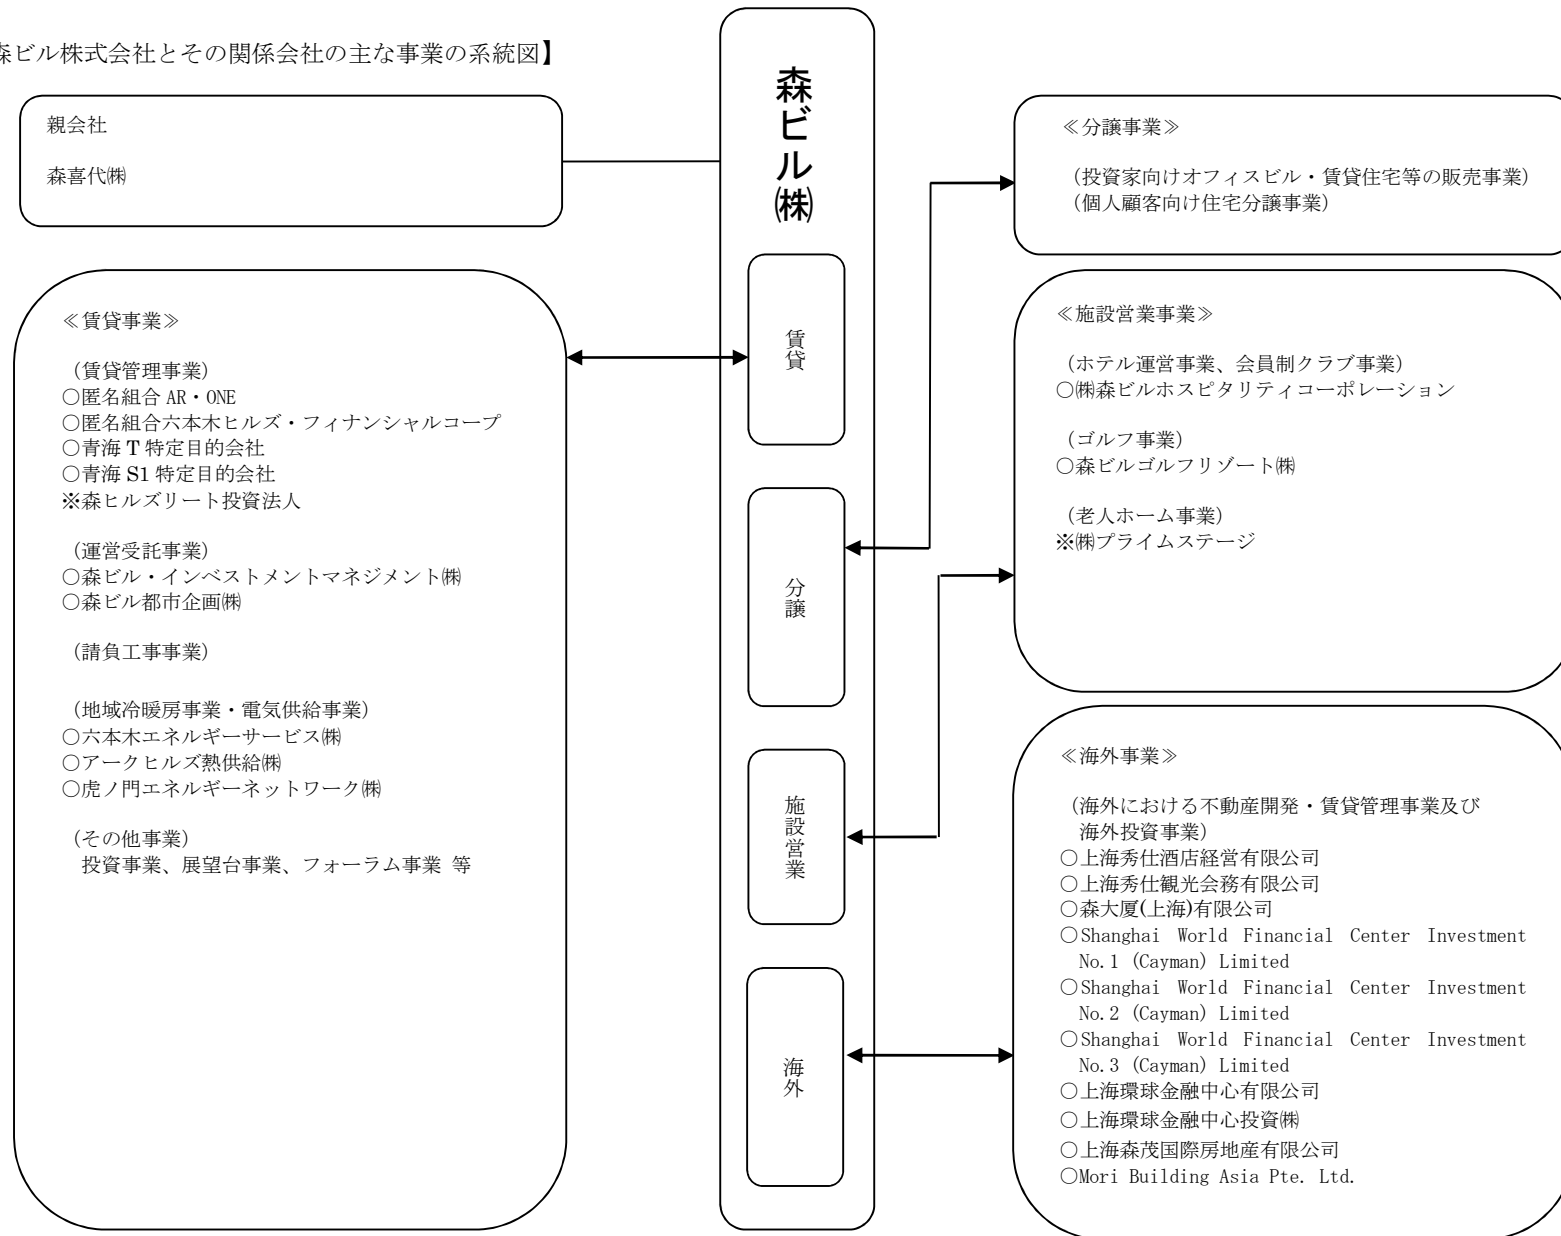 森ビル株式会社とその関係会社の主な事業の系統図】
親会社
森喜代㈱
≪賃貸事業≫
(賃貸管理事業)
○匿名組合 AR・ONE
○匿名組合六本木ヒルズ・フィナンシャルコープ
○青海 T 特定目的会社
○青海 S1 特定目的会社
※森ヒルズリート投資法人
(運営受託事業)
○森ビル・インベストメントマネジメント㈱
○森ビル都市企画㈱
(請負工事事業)
(地域冷暖房事業・電気供給事業)
○六本木エネルギーサービス㈱
○アークヒルズ熱供給㈱
○虎ノ門エネルギーネットワーク㈱
(その他事業)
投資事業、展望台事業、フォーラム事業 等
森ビル㈱
賃貸
分譲
施設営業
海外
≪分譲事業≫
(投資家向けオフィスビル・賃貸住宅等の販売事業)
(個人顧客向け住宅分譲事業)
≪施設営業事業≫
(ホテル運営事業、会員制クラブ事業)
○㈱森ビルホスピタリティコーポレーション
(ゴルフ事業)
○森ビルゴルフリゾート㈱
(老人ホーム事業)
※㈱プライムステージ
≪海外事業≫
(海外における不動産開発・賃貸管理事業及び
海外投資事業)
○上海秀仕酒店経営有限公司
○上海秀仕観光会務有限公司
○森大厦(上海)有限公司
○Shanghai World Financial Center Investment
No.1 (Cayman) Limited
○Shanghai World Financial Center Investment
No.2 (Cayman) Limited
○Shanghai World Financial Center Investment
No.3 (Cayman) Limited
○上海環球金融中心有限公司
○上海環球金融中心投資㈱
○上海森茂国際房地産有限公司
○Mori Building Asia Pte. Ltd.